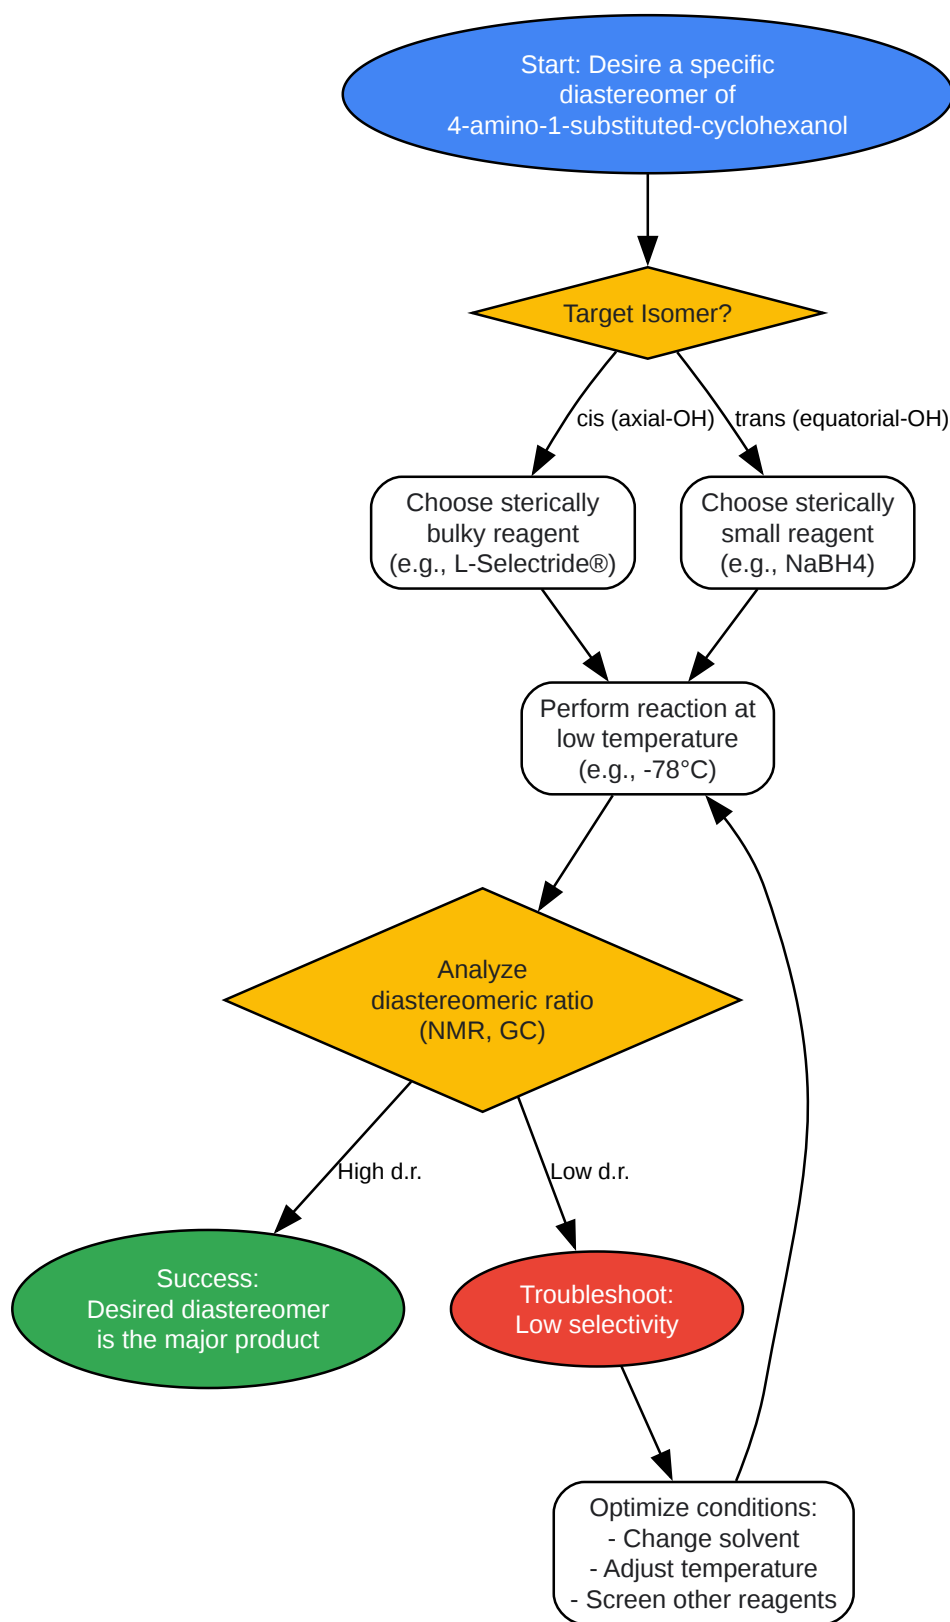 Start: Desire a specific
diastereomer of
4-amino-1-substituted-cyclohexanol
Target Isomer?
cis (axial-OH)
trans (equatorial-OH)
Choose sterically
bulky reagent
(e.g., L-Selectride®)
Choose sterically
small reagent
(e.g., NaBH4)
Perform reaction at
low temperature
(e.g., -78°C)
Analyze
diastereomeric ratio
(NMR, GC)
High d.r.
Low d.r.
Success:
Desired diastereomer
is the major product
Troubleshoot:
Low selectivity
Optimize conditions:
- Change solvent
- Adjust temperature
- Screen other reagents